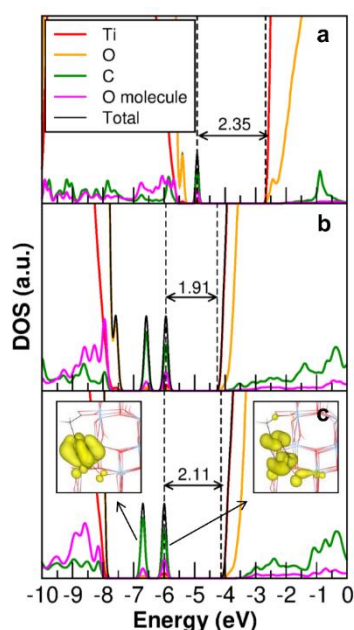 Ti
O
C
O molecule
Total
a
2.35
b
1.91
c
2.11
DOS (a.u.)
-10 -9 -8 -7 -6 -5 -4 -3 -2 -1 0
Energy (eV)